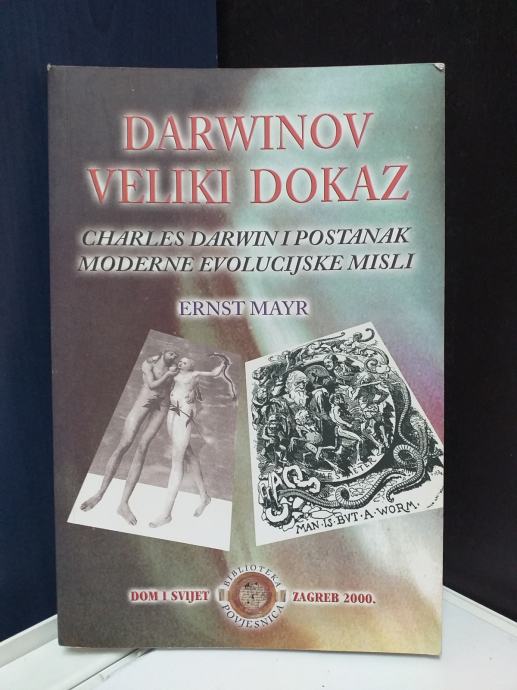 DARWINOV
VELIKI DOKAZ
CHARLES DARWIN I POSTANAK
MODERNE EVOLUCIJSKE MISLI
ERNST MAYR
MAN·IS·BVT·A·WORM·
DOM I SVIJET
BIBLIOTEKA
POVJESNICA
ZAGREB 2000.